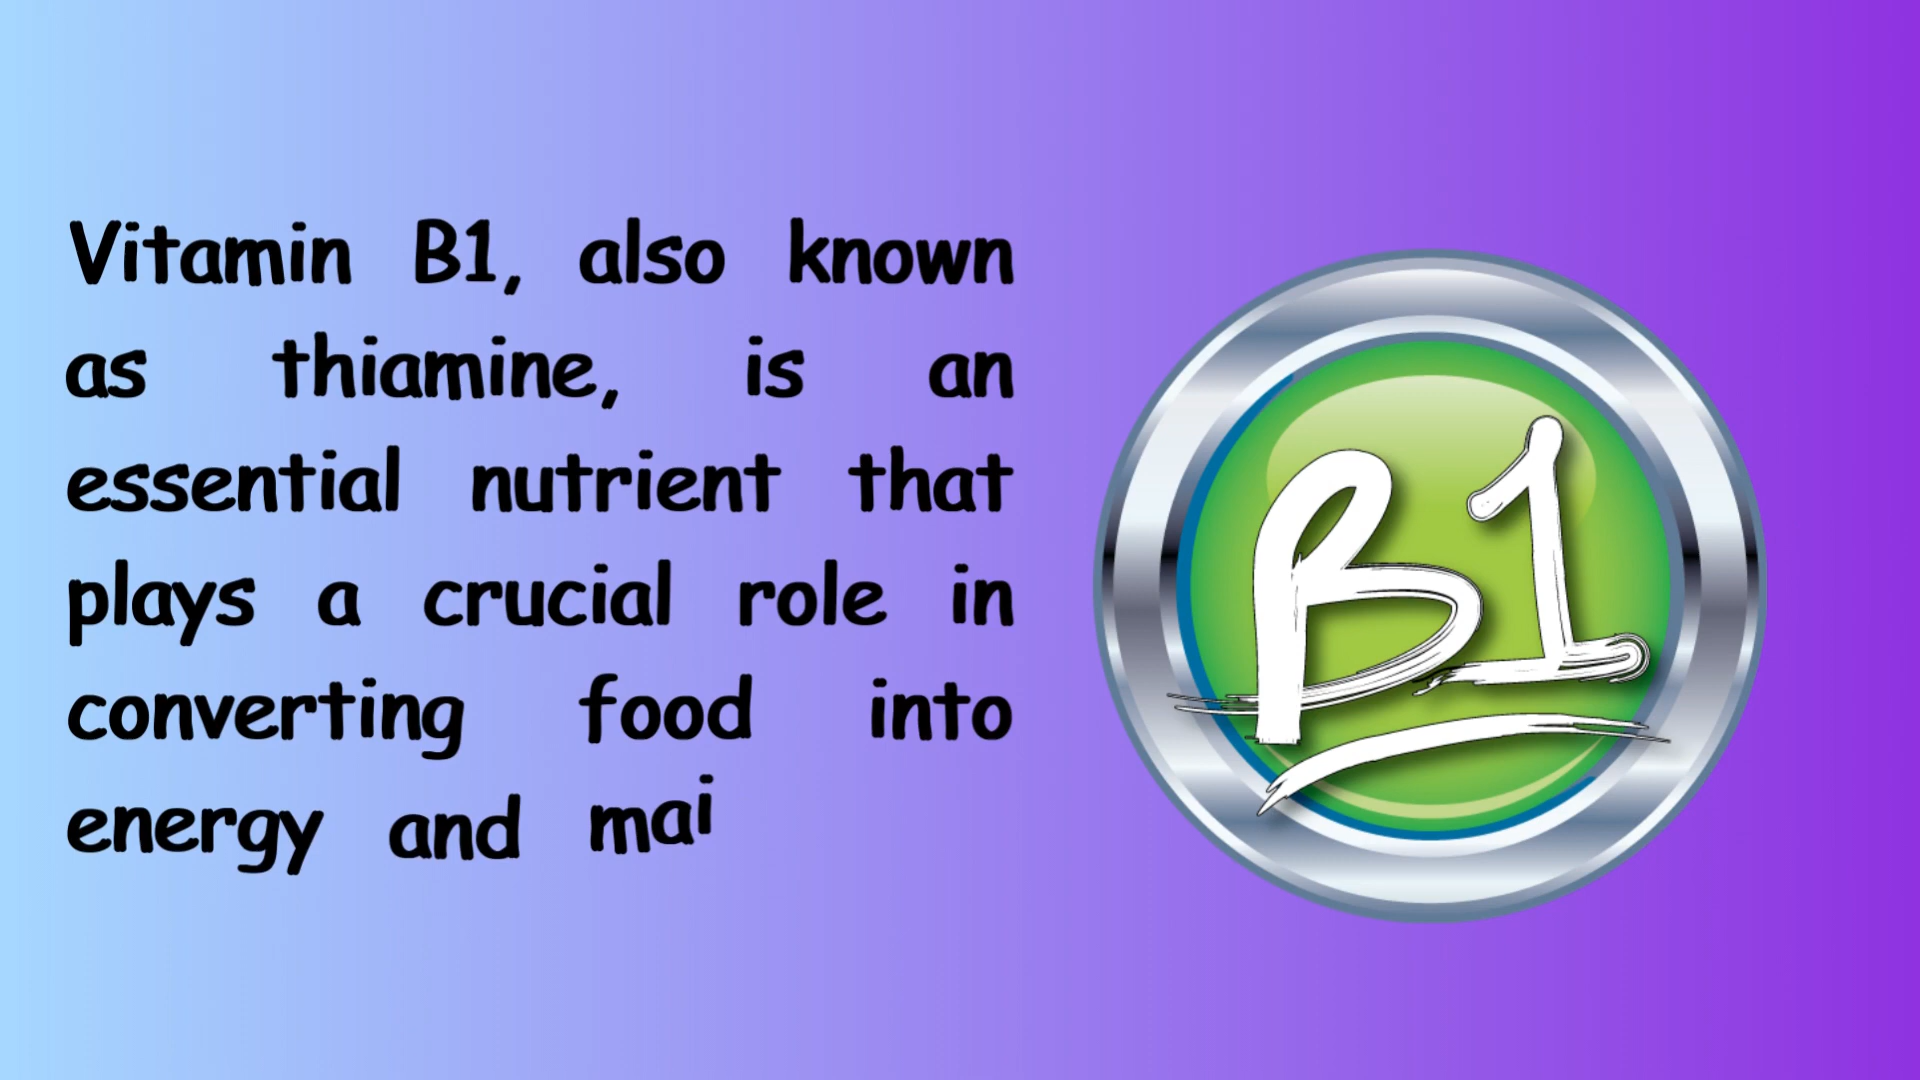 Vitamin B1, also known
as thiamine, is an
essential nutrient that
plays a crucial role in
converting food into
energy and mai
B1